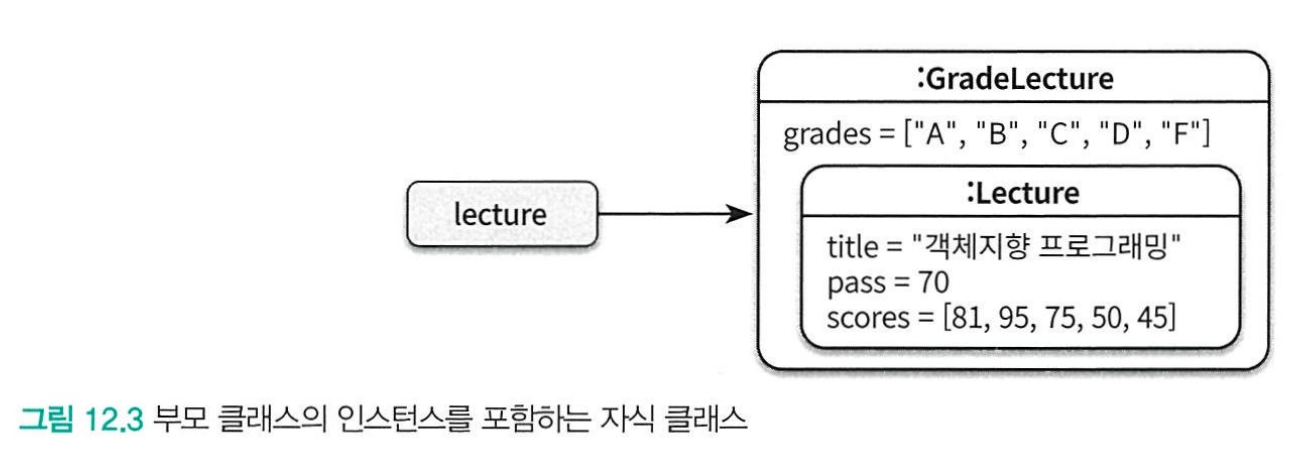 :GradeLecture
grades = ["A", "B", "C", "D", "F"]
:Lecture
lecture
title = "객체지향 프로그래밍"
pass = 70
scores = [81, 95, 75, 50, 45]
그림 12.3 부모 클래스의 인스턴스를 포함하는 자식 클래스